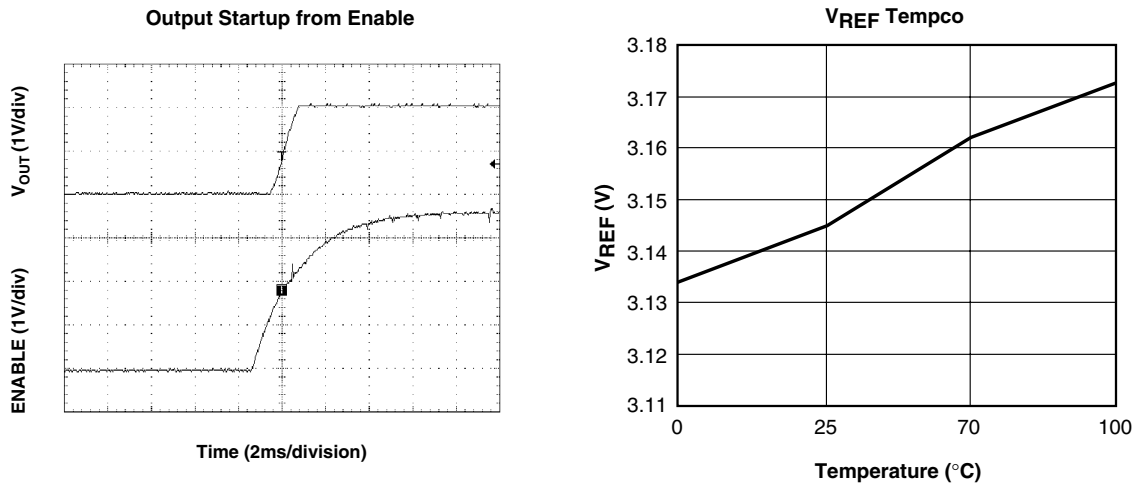 Output Startup from Enable
VOUT (1V/div)
ENABLE (1V/div)
Time (2ms/division)
VREF Tempco
VREF (V)
3.18
3.17
3.16
3.15
3.14
3.13
3.12
3.11
0 25 70 100
Temperature (°C)